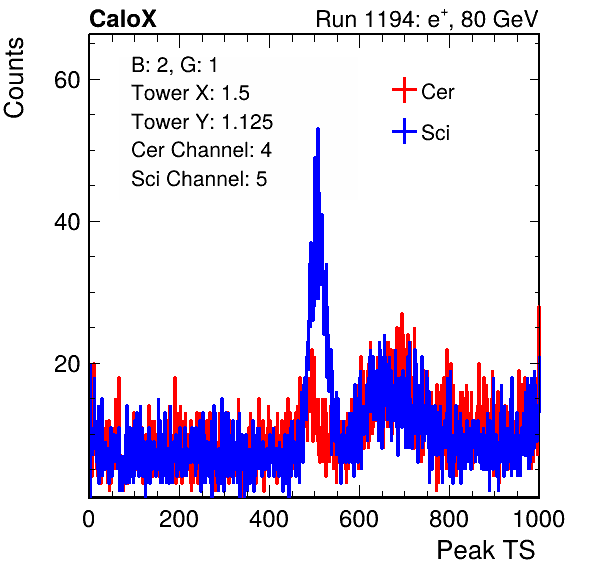 CaloX Run 1194: e⁺, 80 GeV
Counts
B: 2, G: 1
Tower X: 1.5
Tower Y: 1.125
Cer Channel: 4
Sci Channel: 5
Cer
Sci
60
40
20
0 200 400 600 800 1000
Peak TS